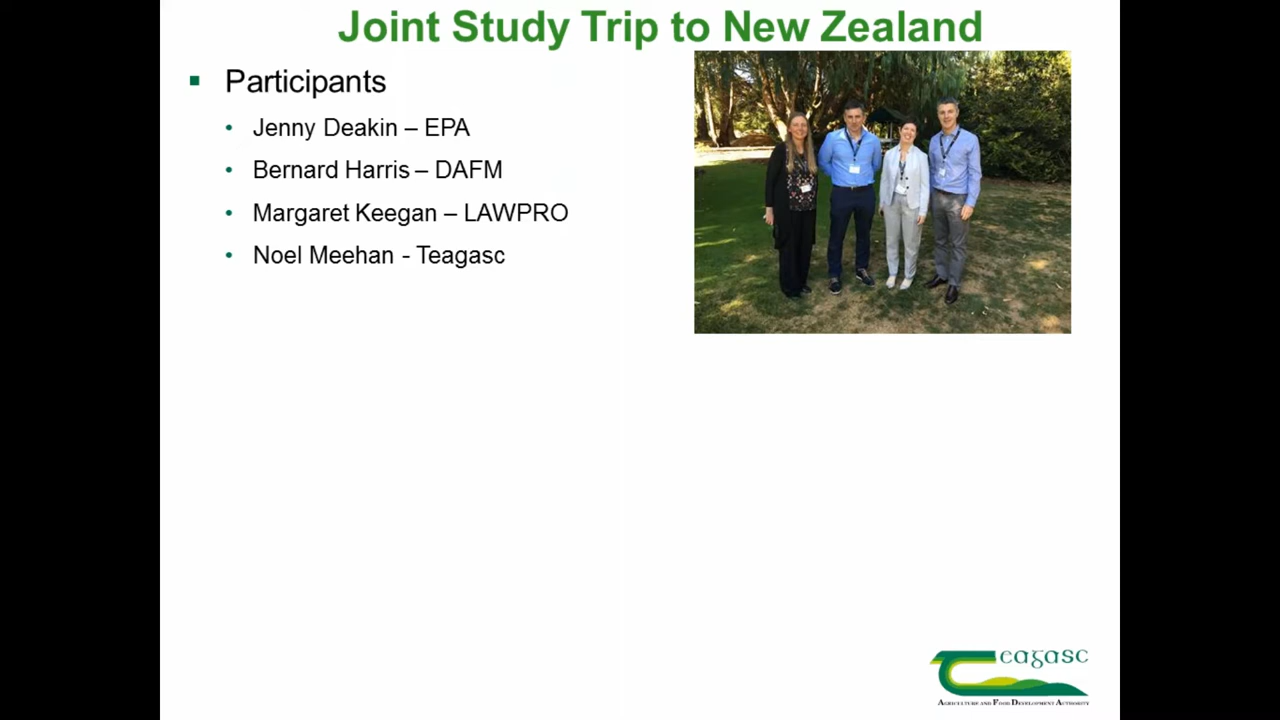 Joint Study Trip to New Zealand
Participants
Jenny Deakin – EPA
Bernard Harris – DAFM
Margaret Keegan – LAWPRO
Noel Meehan - Teagasc
Teagasc
AGRICULTURE AND FOOD DEVELOPMENT AUTHORITY